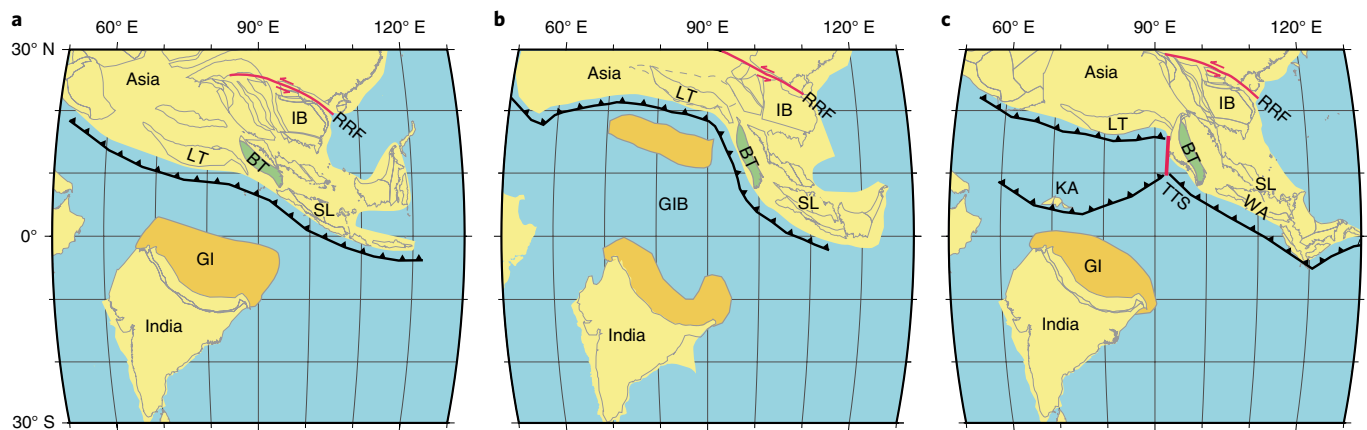 a
60° E
90° E
120° E
30° N
0°
30° S
Asia
IB
RRF
LT
BT
SL
GI
India
b
60° E
90° E
120° E
Asia
LT
IB
RRF
BT
SL
GIB
India
c
60° E
90° E
120° E
Asia
IB
RRF
LT
BT
KA
TTS
SL
WA
GI
India